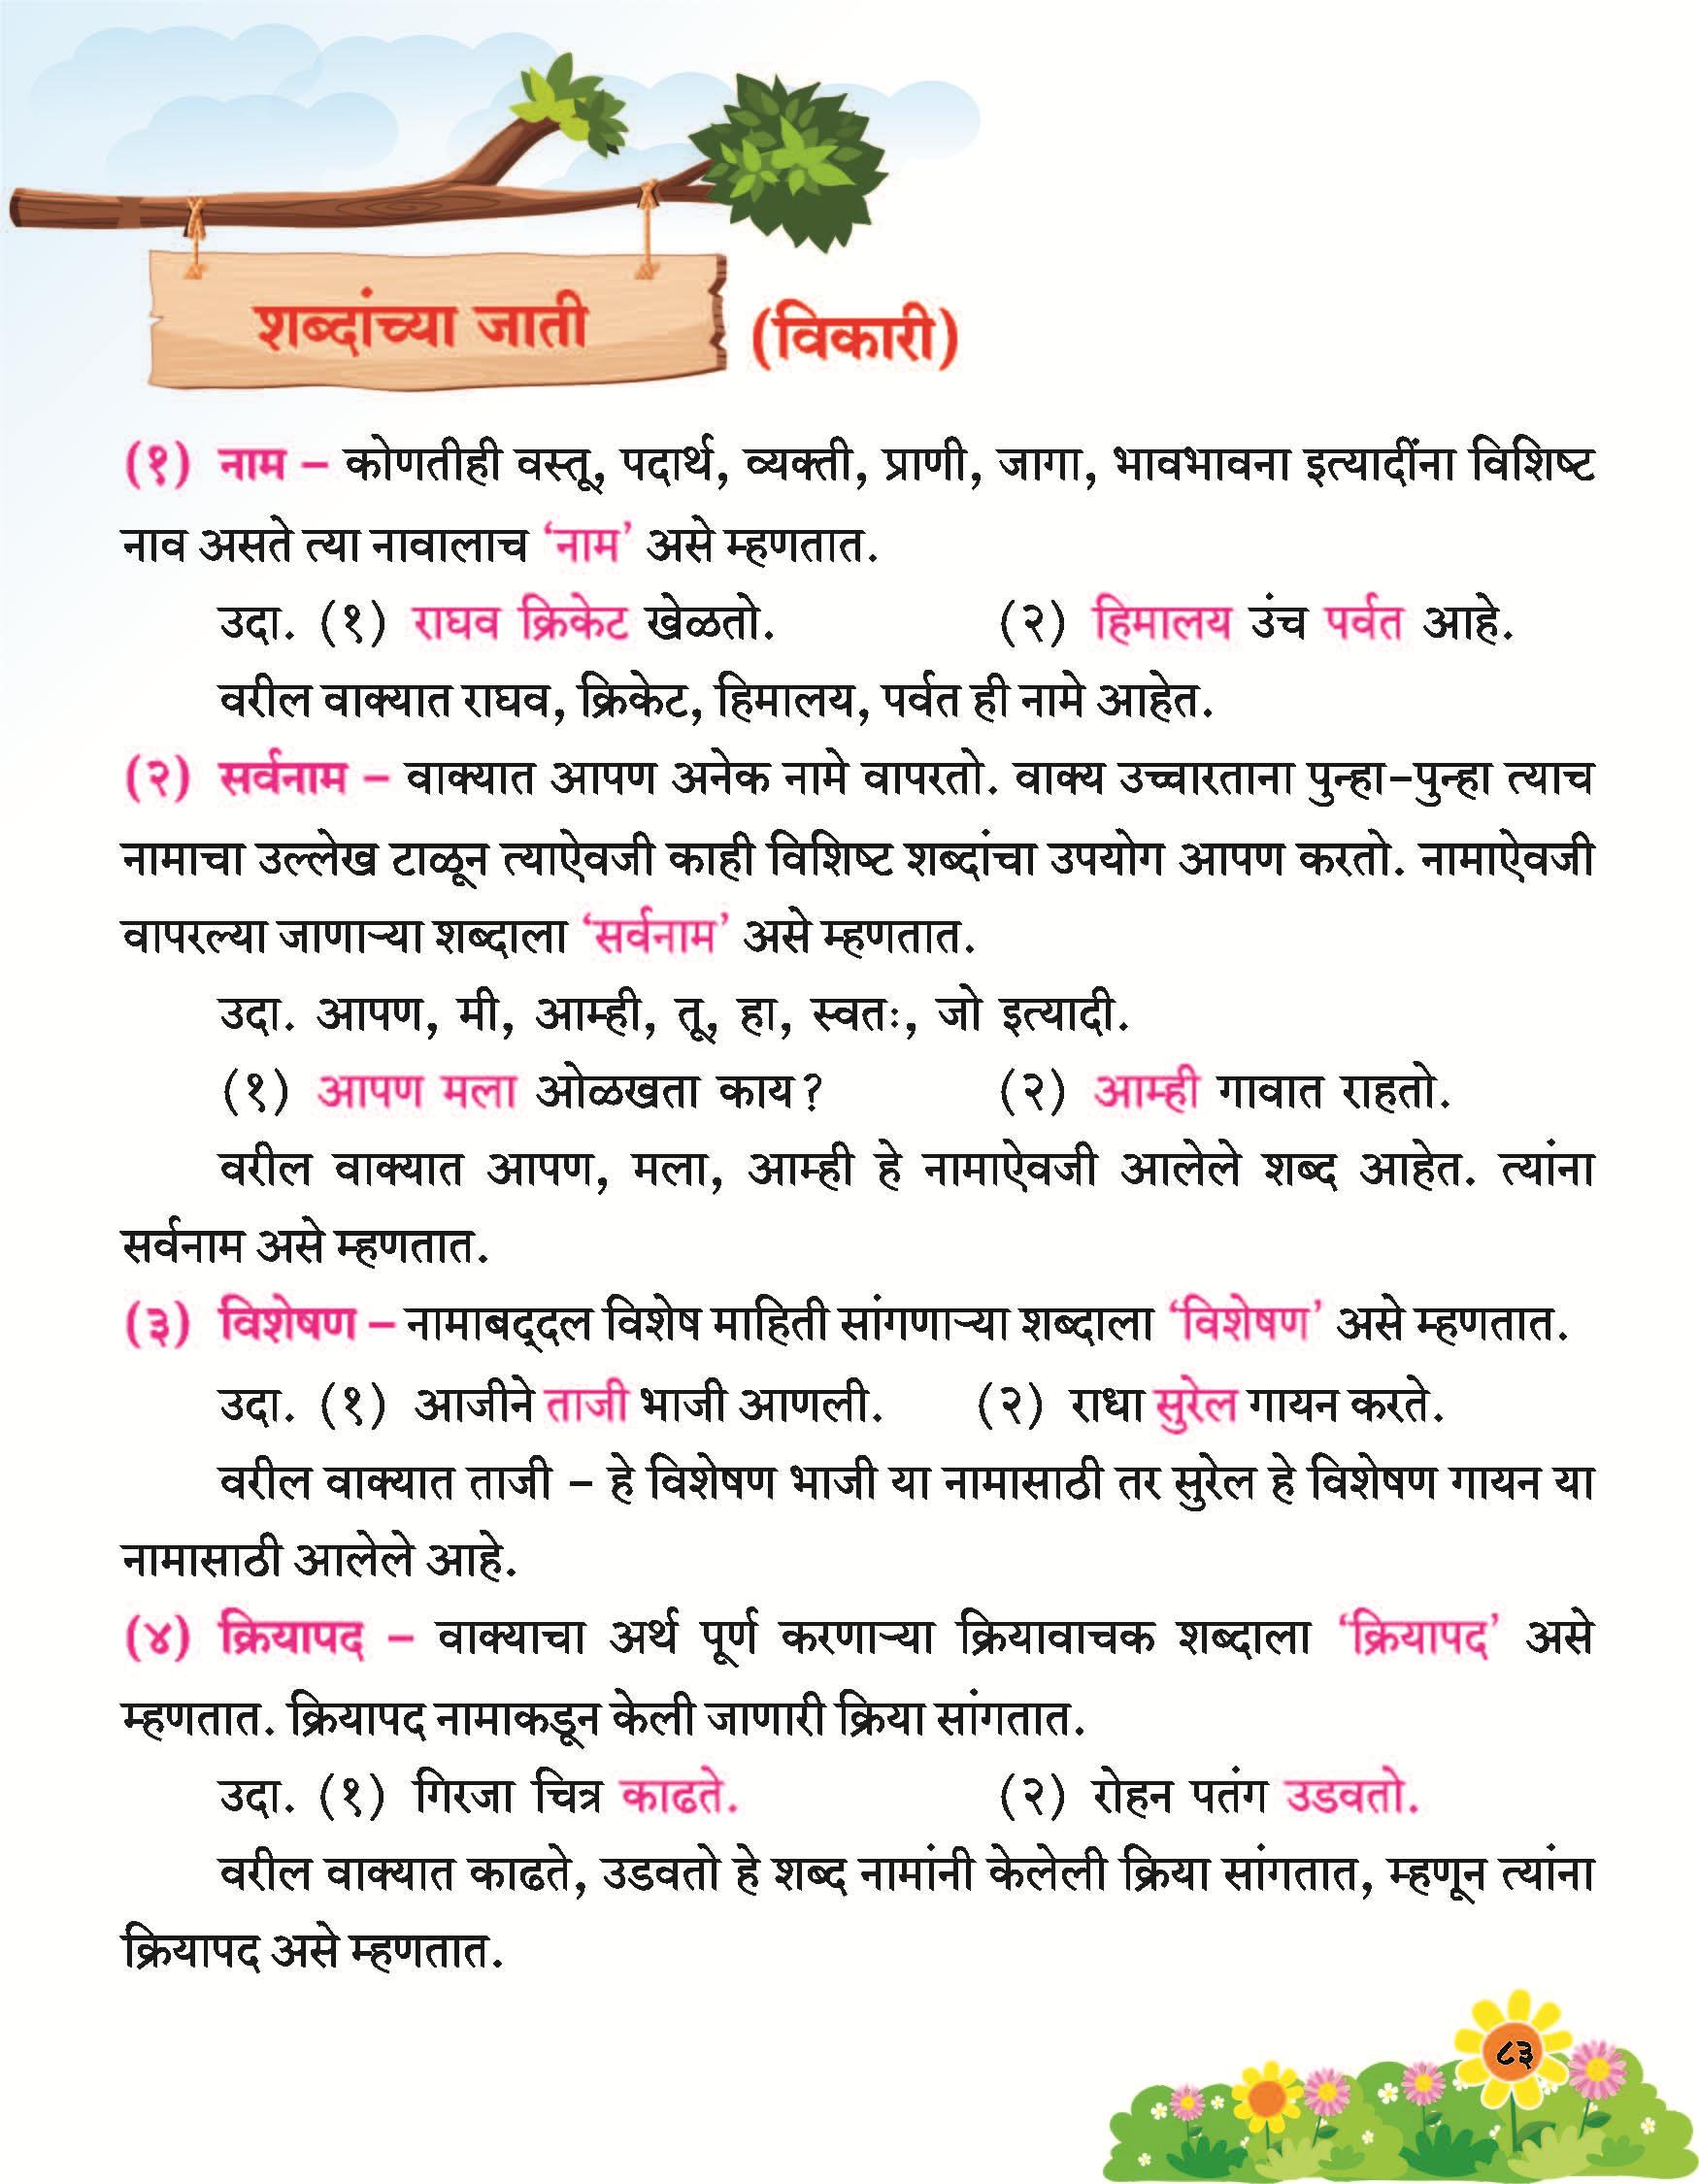 शब्दांच्या जाती (विकारी)
(१) नाम – कोणतीही वस्तू, पदार्थ, व्यक्ती, प्राणी, जागा, भावभावना इत्यादींना विशिष्ट
नाव असते त्या नावालाच ‘नाम’ असे म्हणतात.
उदा. (१) राघव क्रिकेट खेळतो. (२) हिमालय उंच पर्वत आहे.
वरील वाक्यात राघव, क्रिकेट, हिमालय, पर्वत ही नामे आहेत.
(२) सर्वनाम – वाक्यात आपण अनेक नामे वापरतो. वाक्य उच्चारताना पुन्हा-पुन्हा त्याच
नामाचा उल्लेख टाळून त्याऐवजी काही विशिष्ट शब्दांचा उपयोग आपण करतो. नामाऐवजी
वापरल्या जाणाऱ्या शब्दाला ‘सर्वनाम’ असे म्हणतात.
उदा. आपण, मी, आम्ही, तू, हा, स्वतः, जो इत्यादी.
(१) आपण मला ओळखता काय? (२) आम्ही गावात राहतो.
वरील वाक्यात आपण, मला, आम्ही हे नामाऐवजी आलेले शब्द आहेत. त्यांना
सर्वनाम असे म्हणतात.
(३) विशेषण – नामाबद्दल विशेष माहिती सांगणाऱ्या शब्दाला ‘विशेषण’ असे म्हणतात.
उदा. (१) आजीने ताजी भाजी आणली. (२) राधा सुरेल गायन करते.
वरील वाक्यात ताजी – हे विशेषण भाजी या नामासाठी तर सुरेल हे विशेषण गायन या
नामासाठी आलेले आहे.
(४) क्रियापद – वाक्याचा अर्थ पूर्ण करणाऱ्या क्रियावाचक शब्दाला ‘क्रियापद’ असे
म्हणतात. क्रियापद नामाकडून केली जाणारी क्रिया सांगतात.
उदा. (१) गिरजा चित्र काढते. (२) रोहन पतंग उडवतो.
वरील वाक्यात काढते, उडवतो हे शब्द नामांनी केलेली क्रिया सांगतात, म्हणून त्यांना
क्रियापद असे म्हणतात.
८३